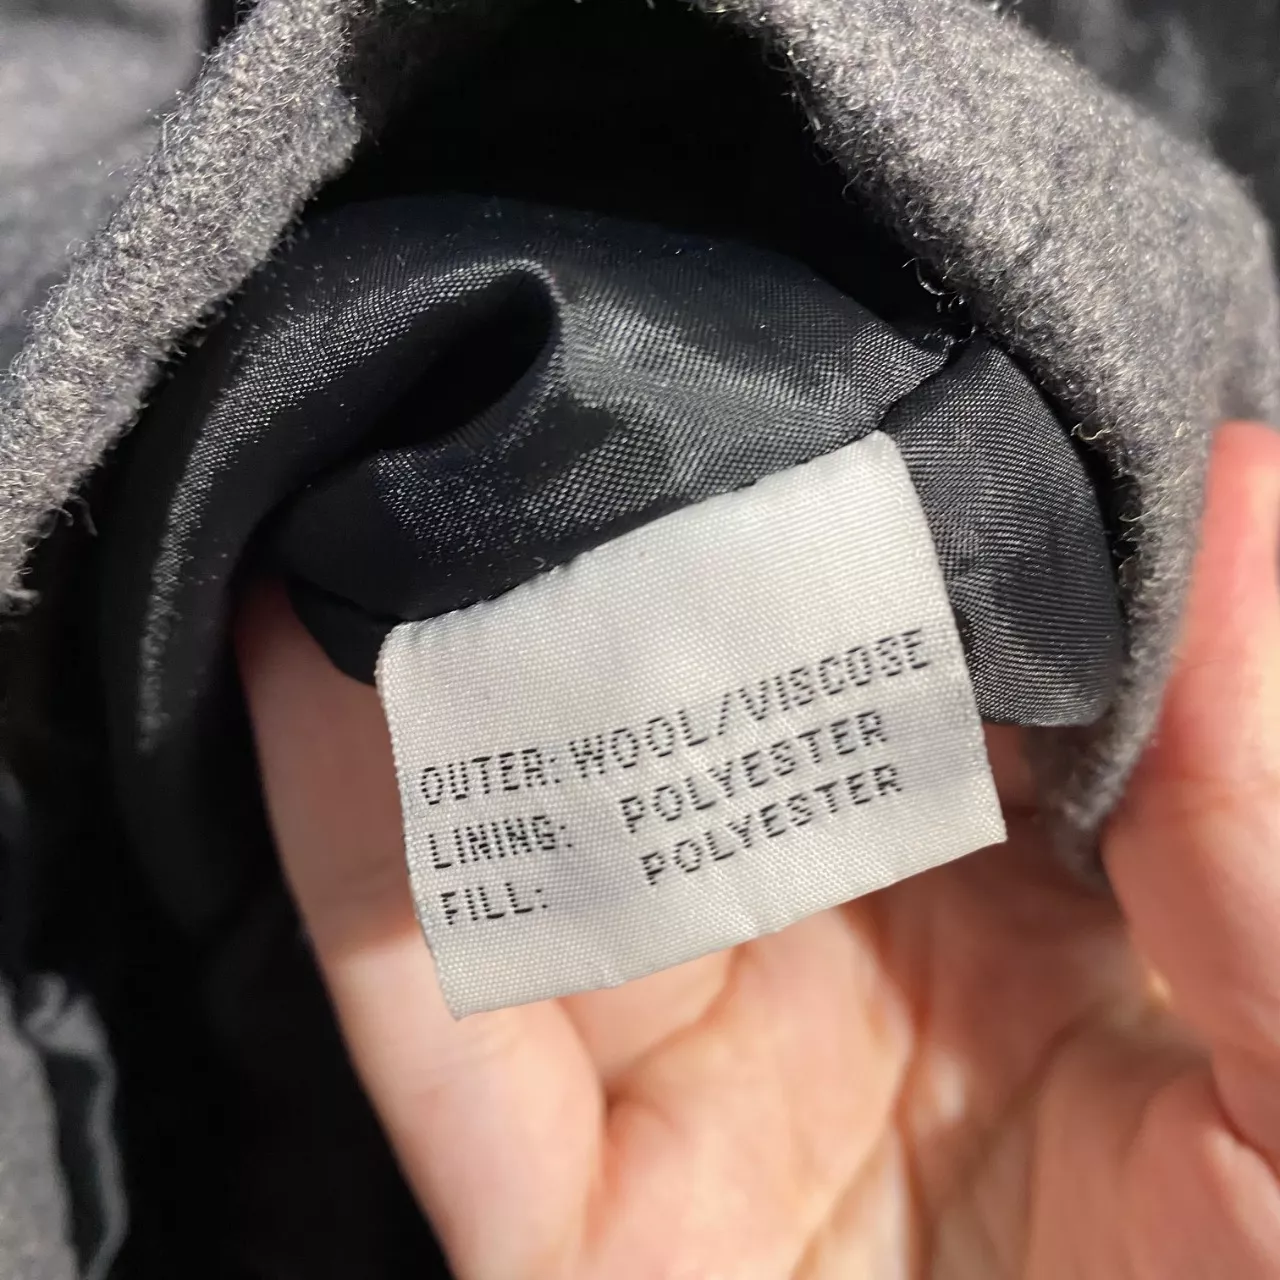 OUTER: WOOL/VISCOSE
LINING: POLYESTER
FILL: POLYESTER